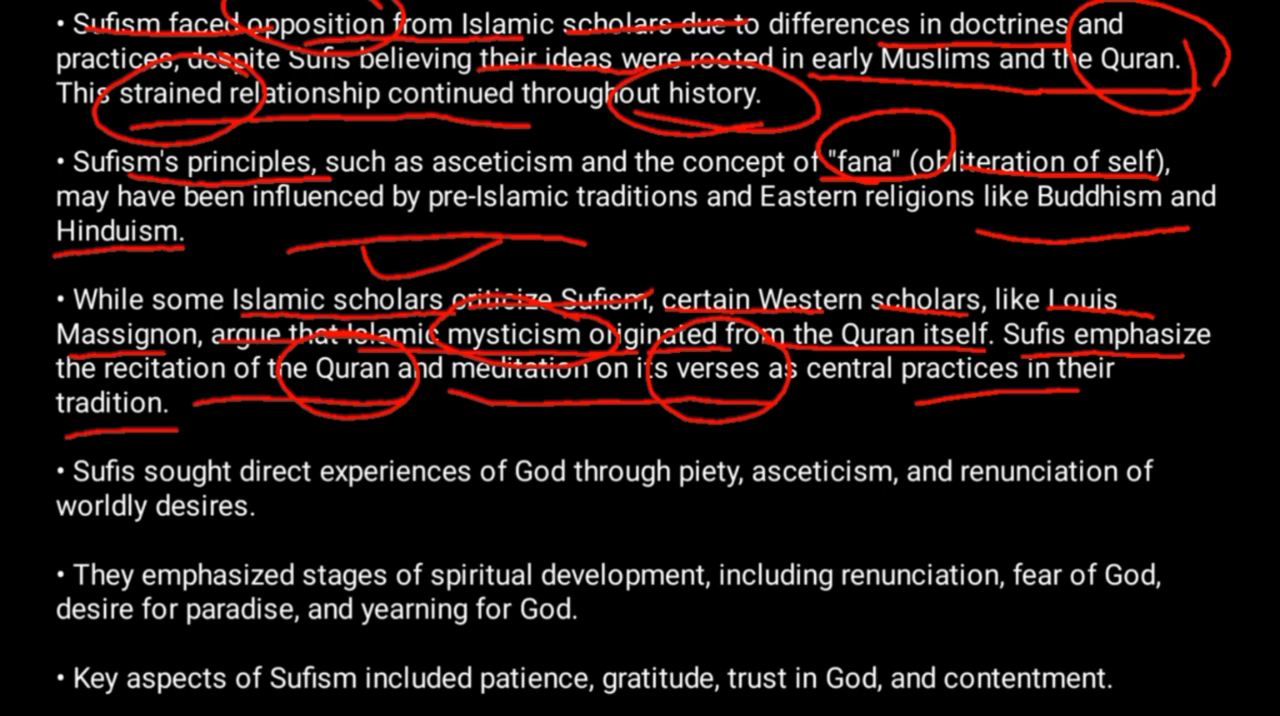 • Sufism faced opposition from Islamic scholars due to differences in doctrines and
practices, despite Sufis believing their ideas were rooted in early Muslims and the Quran.
This strained relationship continued throughout history.
• Sufism's principles, such as asceticism and the concept of "fana" (obliteration of self),
may have been influenced by pre-Islamic traditions and Eastern religions like Buddhism and
Hinduism.
• While some Islamic scholars criticize Sufism, certain Western scholars, like Louis
Massignon, argue that Islamic mysticism originated from the Quran itself. Sufis emphasize
the recitation of the Quran and meditation on its verses as central practices in their
tradition.
• Sufis sought direct experiences of God through piety, asceticism, and renunciation of
worldly desires.
• They emphasized stages of spiritual development, including renunciation, fear of God,
desire for paradise, and yearning for God.
• Key aspects of Sufism included patience, gratitude, trust in God, and contentment.